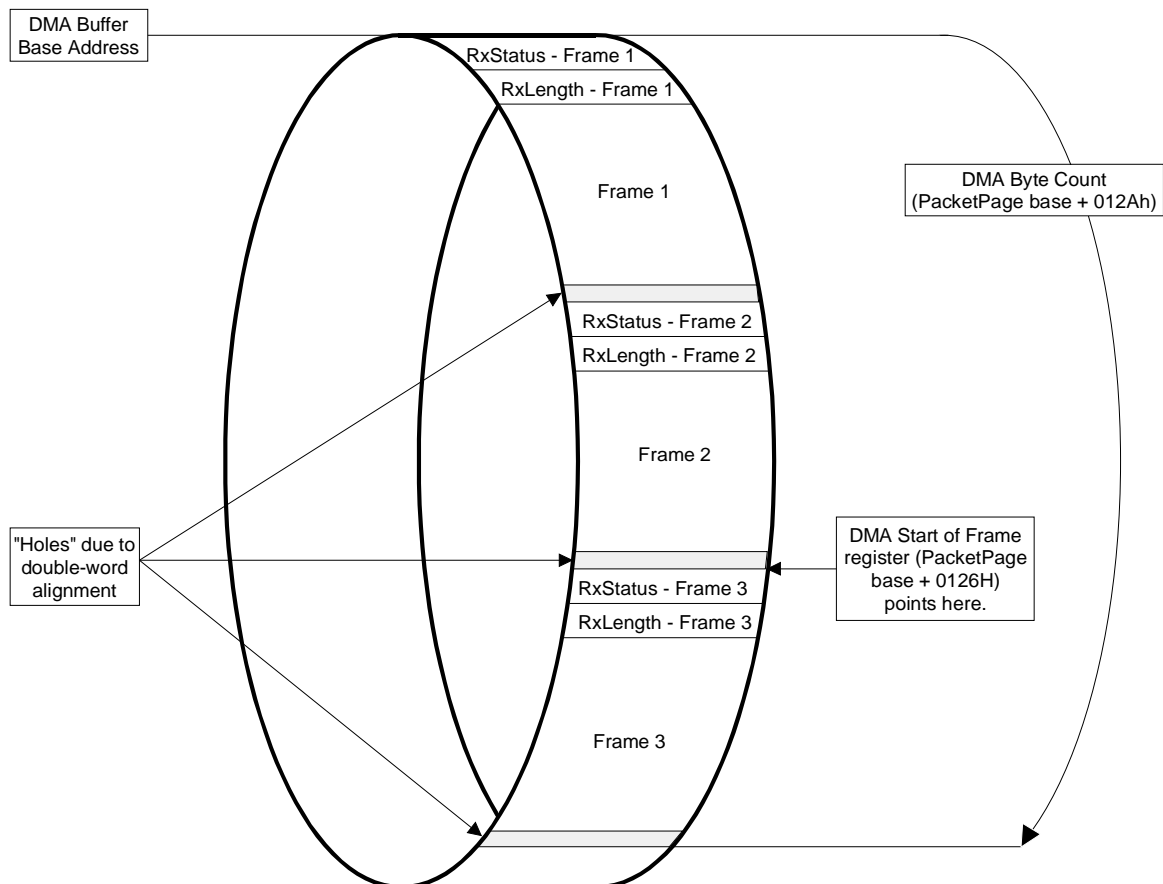 DMA Buffer
Base Address
RxStatus - Frame 1
RxLength - Frame 1
Frame 1
DMA Byte Count
(PacketPage base + 012Ah)
RxStatus - Frame 2
RxLength - Frame 2
Frame 2
"Holes" due to
double-word
alignment
DMA Start of Frame
register (PacketPage
base + 0126H)
points here.
RxStatus - Frame 3
RxLength - Frame 3
Frame 3